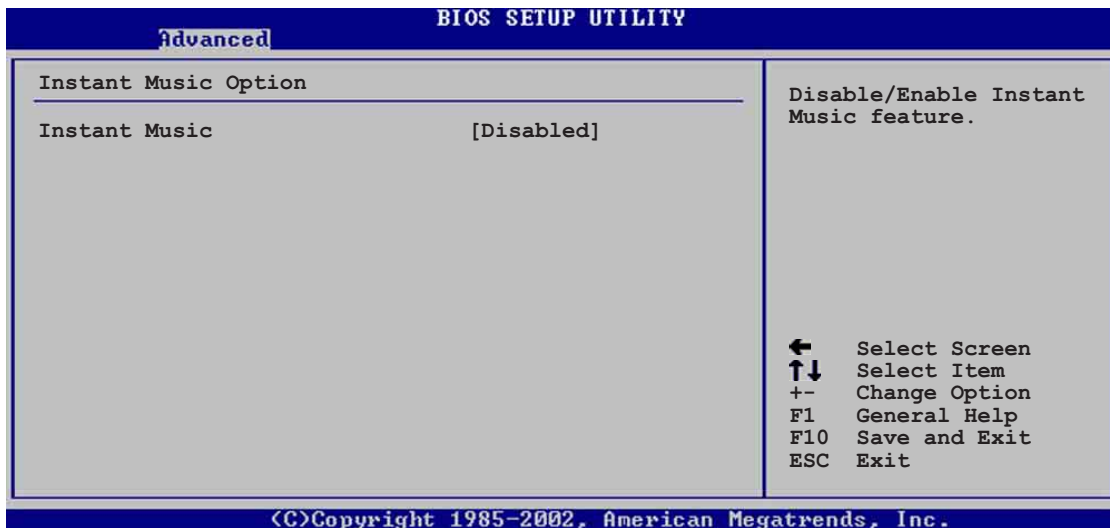 BIOS SETUP UTILITY
Advanced
Instant Music Option
Instant Music [Disabled]
Disable/Enable Instant
Music feature.
← Select Screen
↑↓ Select Item
+- Change Option
F1 General Help
F10 Save and Exit
ESC Exit
(C)Copyright 1985-2002, American Megatrends, Inc.